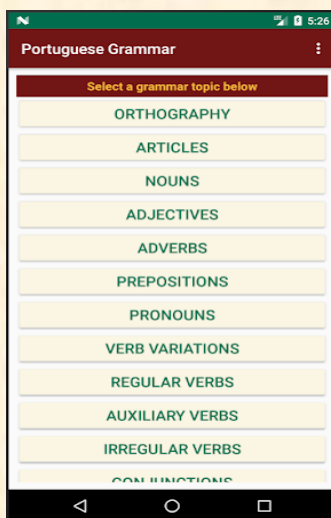 5:26
Portuguese Grammar
Select a grammar topic below
ORTHOGRAPHY
ARTICLES
NOUNS
ADJECTIVES
ADVERBS
PREPOSITIONS
PRONOUNS
VERB VARIATIONS
REGULAR VERBS
AUXILIARY VERBS
IRREGULAR VERBS
CONJUNCTIONS